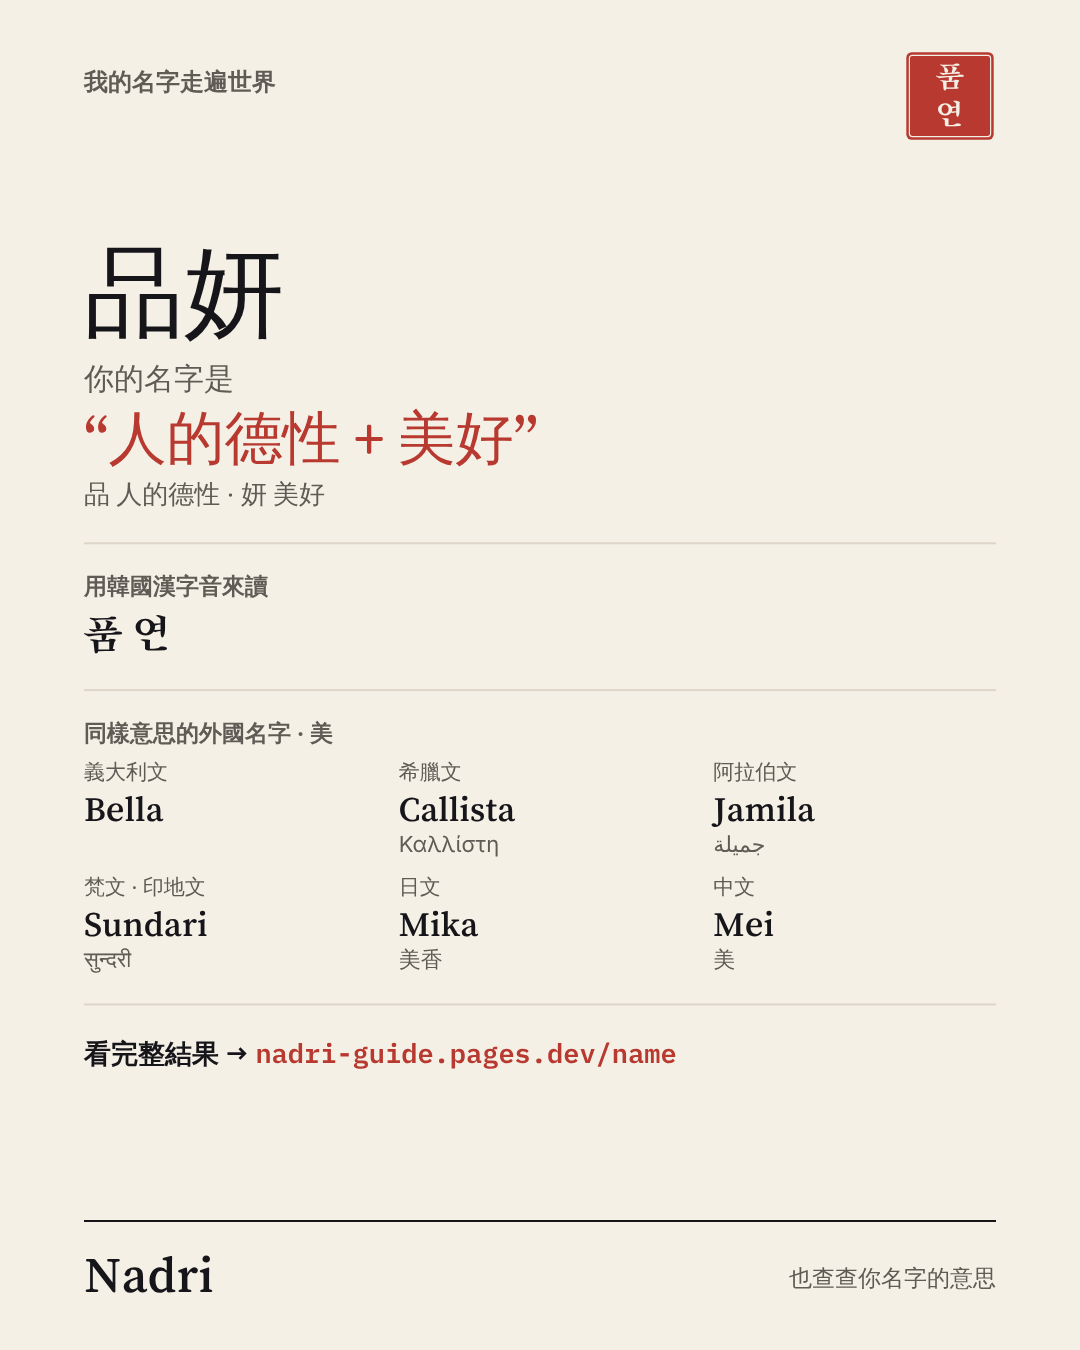 我的名字走遍世界
품
연
品妍
你的名字是
“人的德性 + 美好”
品 人的德性 · 妍 美好
用韓國漢字音來讀
품 연
同樣意思的外國名字 · 美
義大利文
Bella
希臘文
Callista
Καλλίστη
阿拉伯文
Jamila
جميلة
梵文 · 印地文
Sundari
सुन्दरी
日文
Mika
美香
中文
Mei
美
看完整結果 → nadri-guide.pages.dev/name
Nadri
也查查你名字的意思